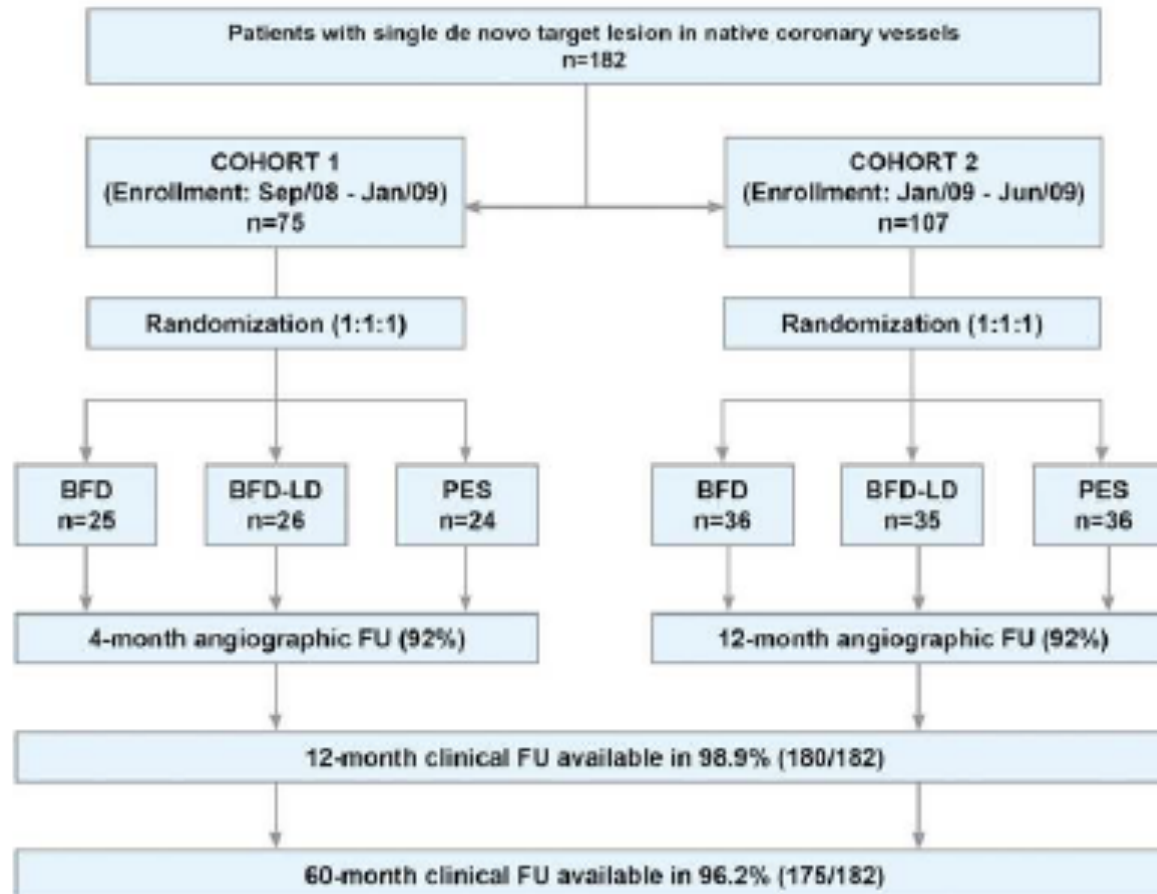 Patients with single de novo target lesion in native coronary vessels
n=182
COHORT 1
(Enrollment: Sep/08 - Jan/09)
n=75
COHORT 2
(Enrollment: Jan/09 - Jun/09)
n=107
Randomization (1:1:1)
Randomization (1:1:1)
BFD
n=25
BFD-LD
n=26
PES
n=24
BFD
n=36
BFD-LD
n=35
PES
n=36
4-month angiographic FU (92%)
12-month angiographic FU (92%)
12-month clinical FU available in 98.9% (180/182)
60-month clinical FU available in 96.2% (175/182)